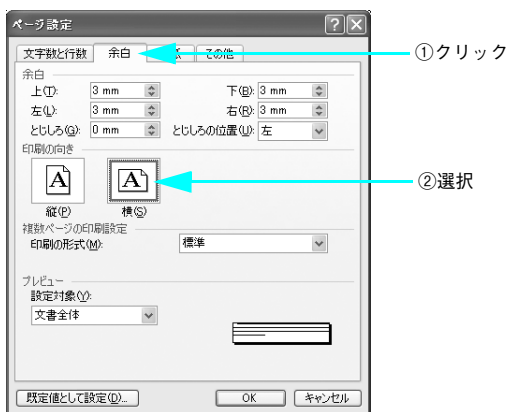 ページ設定
文字数と行数 余白 その他
①クリック
余白
上(T): 3 mm 下(B): 3 mm
左(L): 3 mm 右(R): 3 mm
とじしろ(G): 0 mm とじしろの位置(U): 左
印刷の向き
A A
②選択
縦(P) 横(S)
複数ページの印刷設定
印刷の形式(M): 標準
プレビュー
設定対象(Y):
文書全体
既定値として設定(D)... OK キャンセル